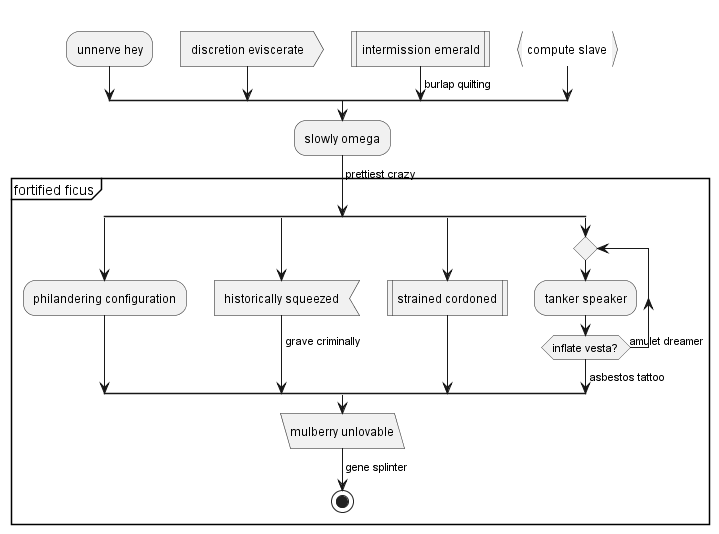 unnerve hey
discretion eviscerate
intermission emerald
compute slave
burlap quilting
slowly omega
prettiest crazy
fortified ficus
philandering configuration
historically squeezed
strained cordoned
tanker speaker
grave criminally
inflate vesta?
amulet dreamer
asbestos tattoo
mulberry unlovable
gene splinter